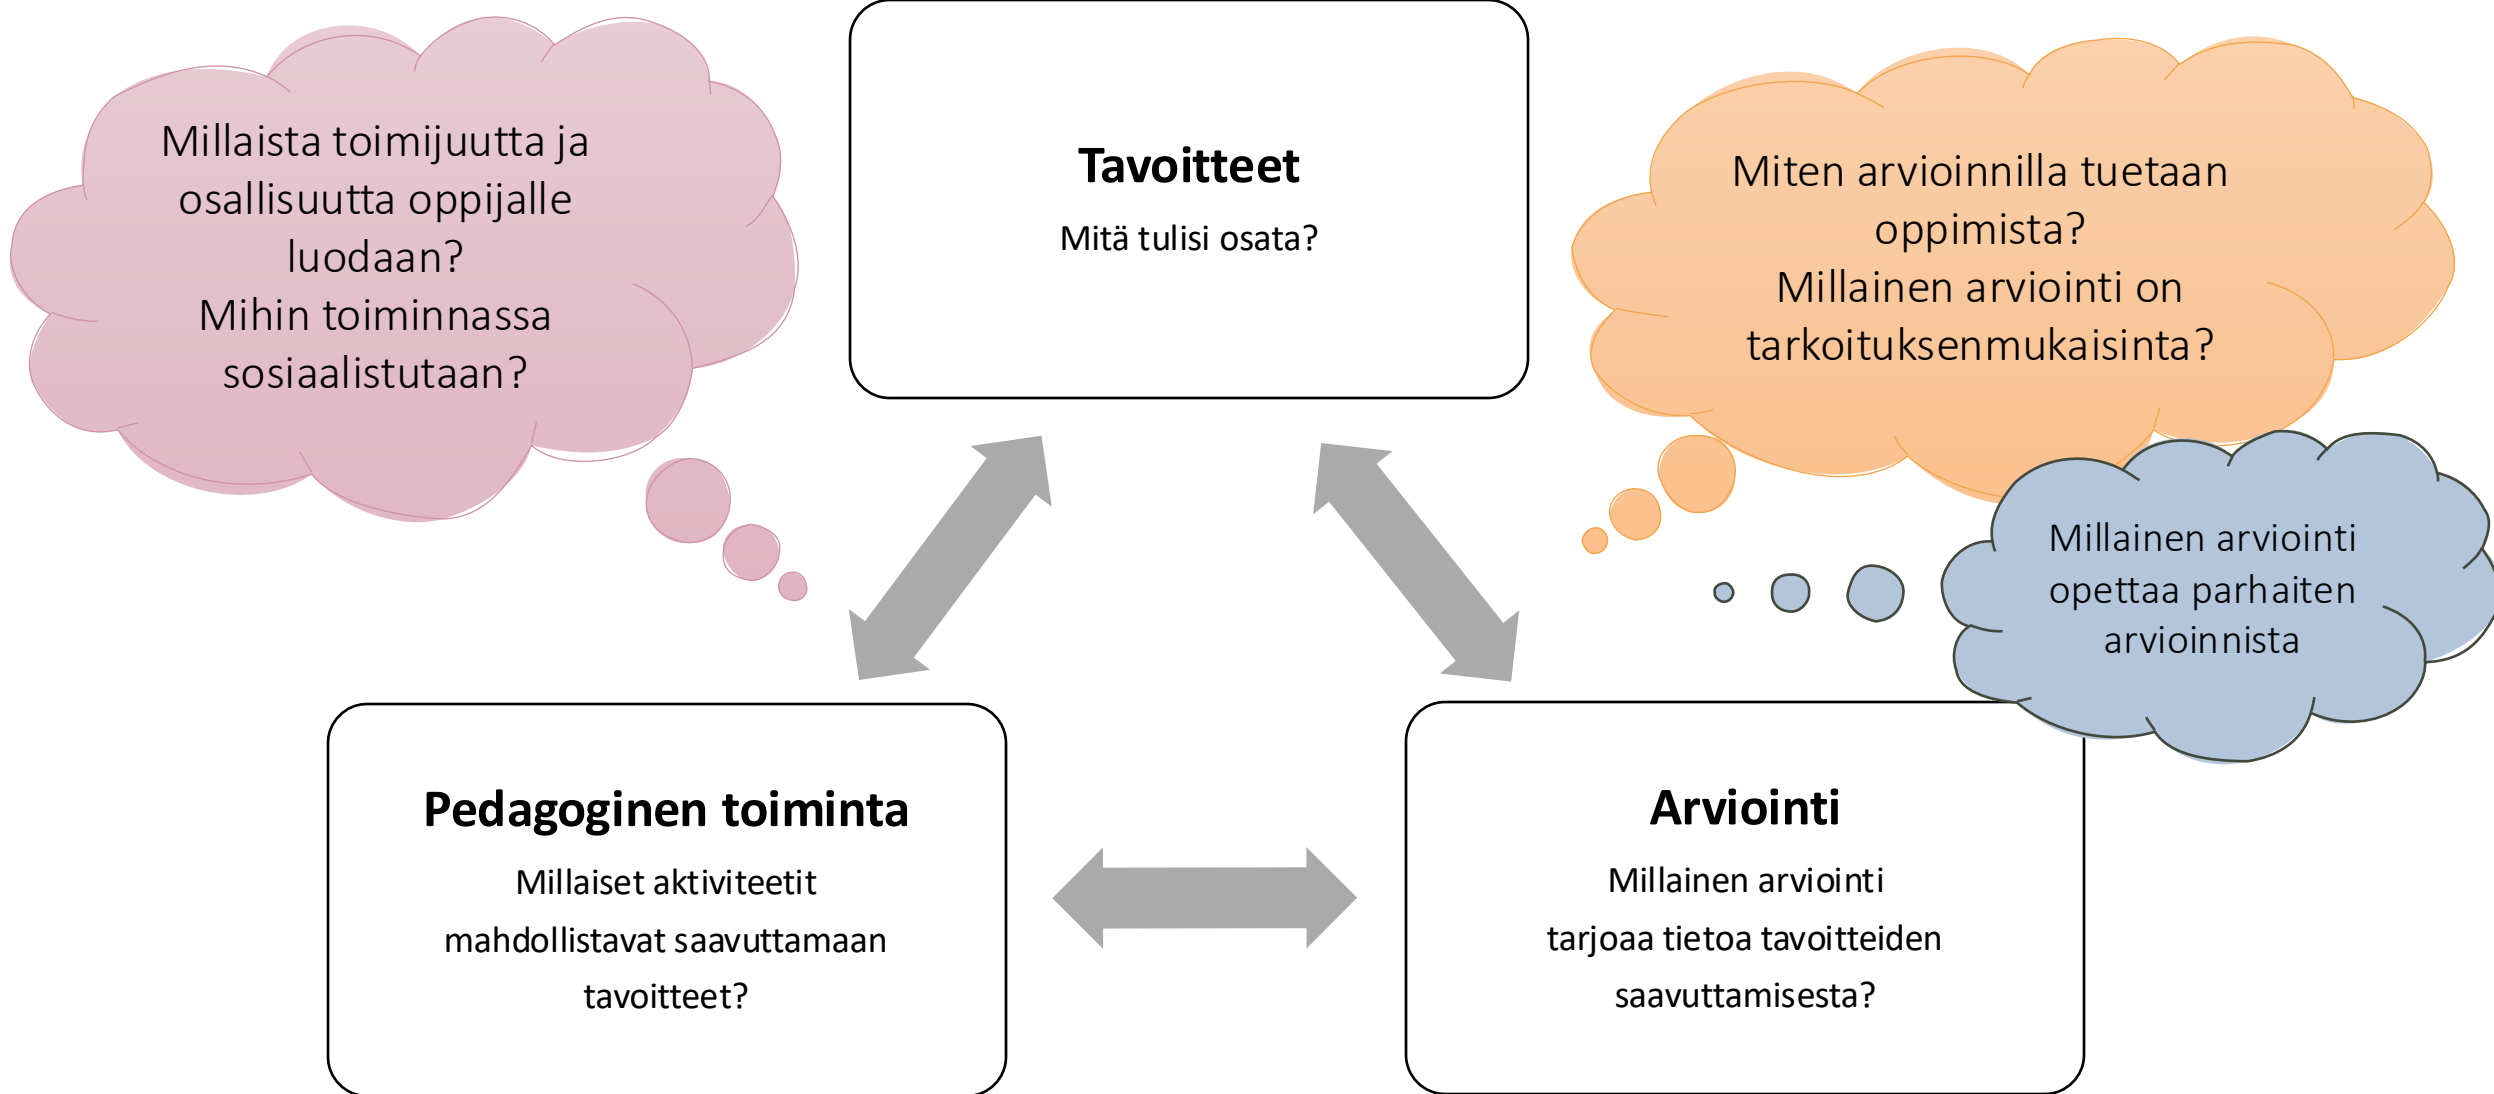 Millaista toimijuutta ja
osallisuutta oppijalle
luodaan?
Mihin toiminnassa
sosiaalistutaan?
Tavoitteet
Mitä tulisi osata?
Miten arvioinnilla tuetaan
oppimista?
Millainen arviointi on
tarkoituksenmukaisinta?
Millainen arviointi
opettaa parhaiten
arvioinnista
Pedagoginen toiminta
Millaiset aktiviteetit
mahdollistavat saavuttamaan
tavoitteet?
Arviointi
Millainen arviointi
tarjoaa tietoa tavoitteiden
saavuttamisesta?